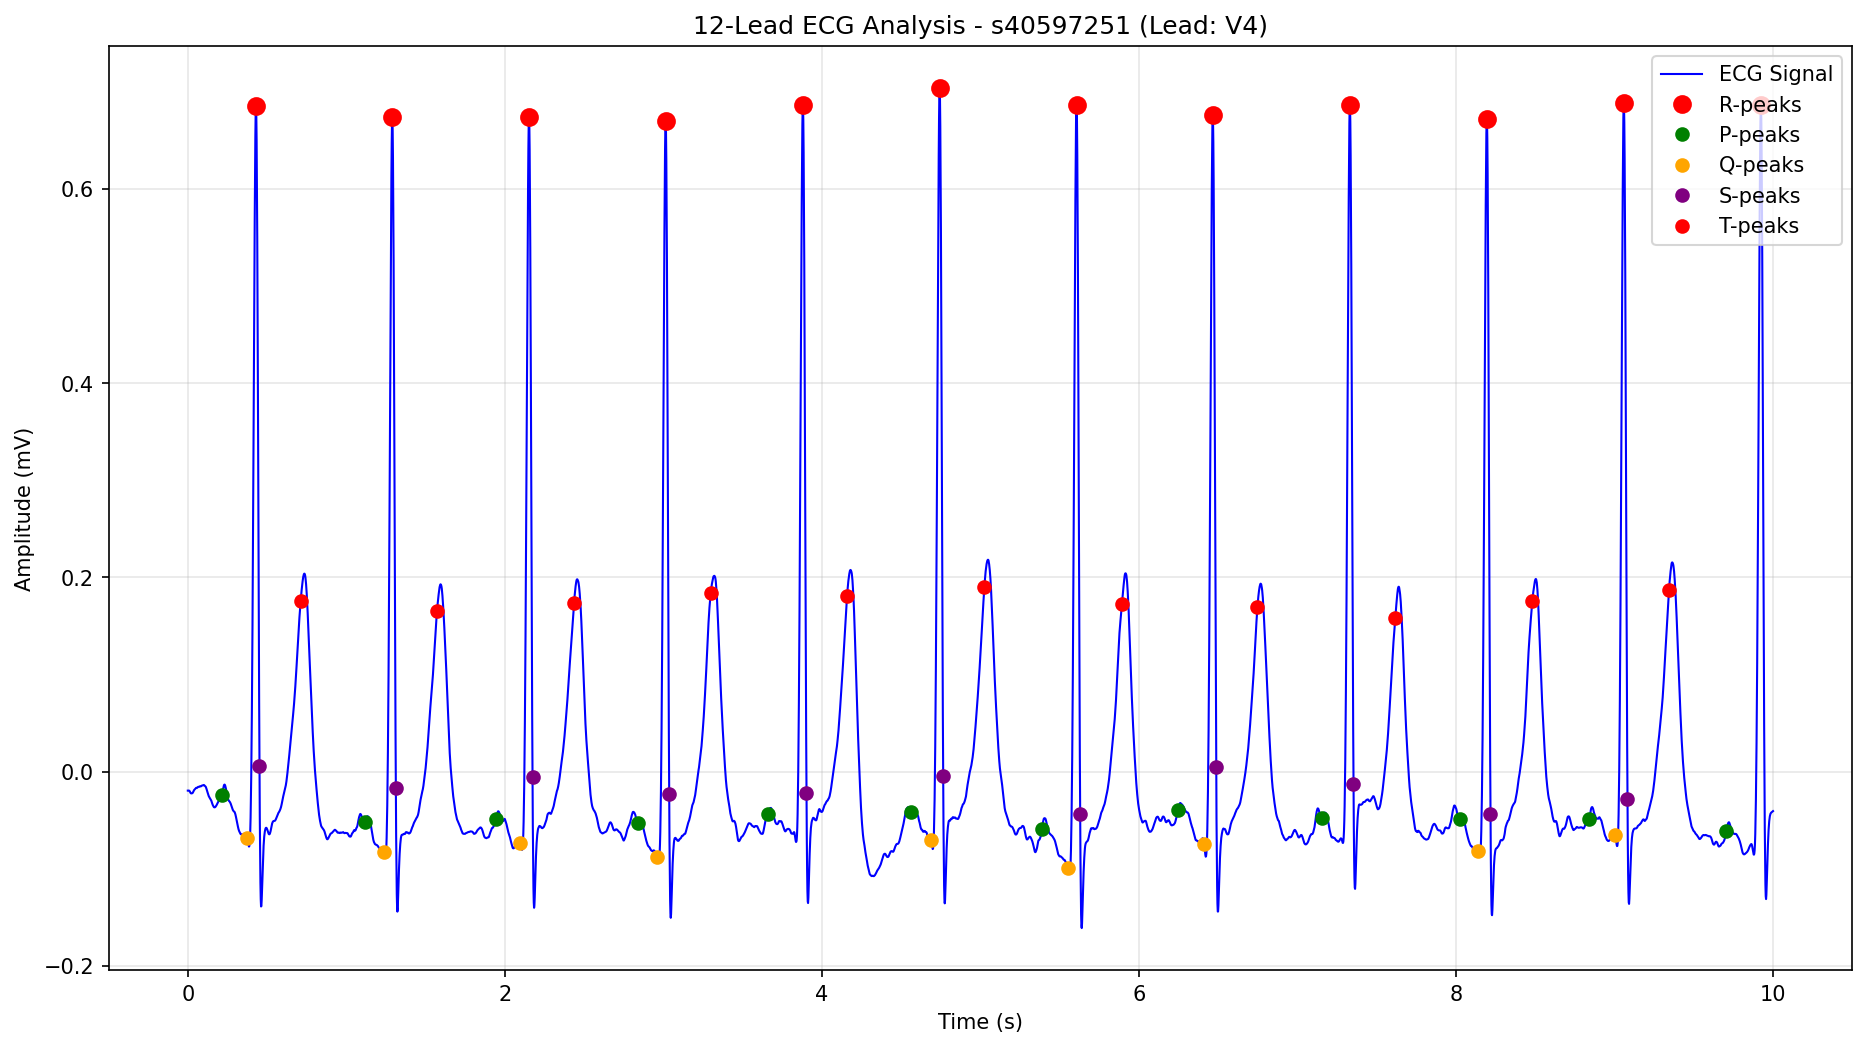 12-Lead ECG Analysis - s40597251 (Lead: V4)
ECG Signal
R-peaks
P-peaks
Q-peaks
S-peaks
T-peaks
Amplitude (mV)
0.6
0.4
0.2
0.0
−0.2
0 2 4 6 8 10
Time (s)